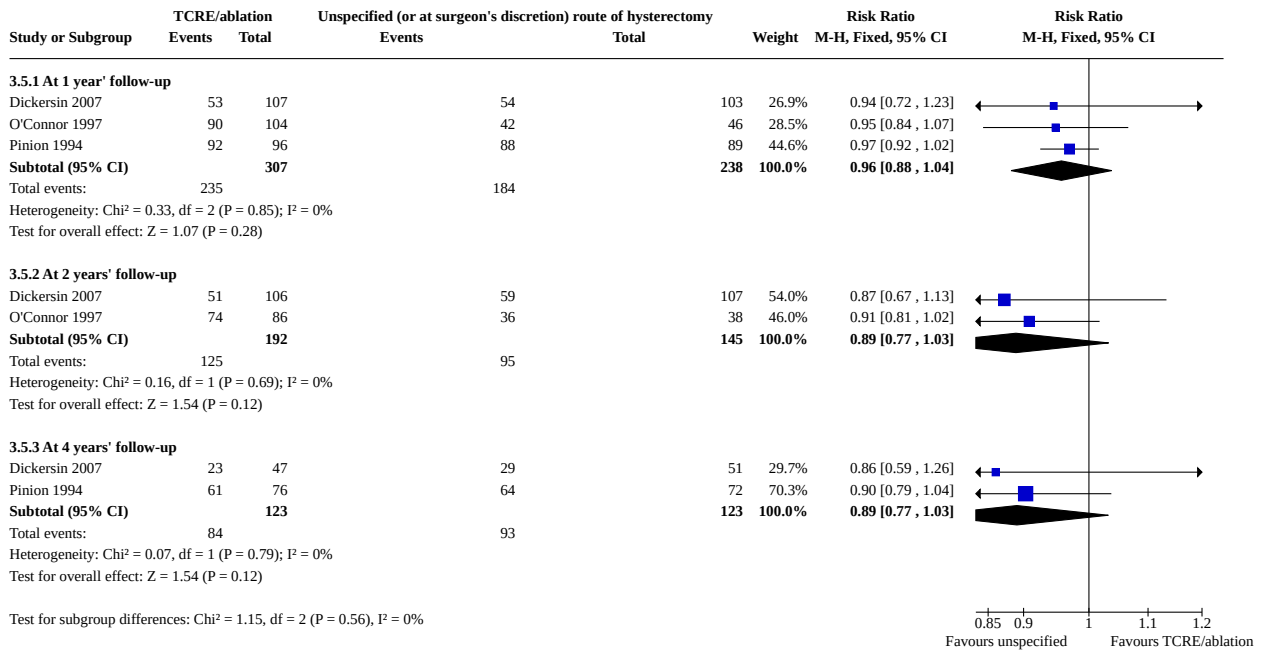 TCRE/ablation Unspecified (or at surgeon's discretion) route of hysterectomy Risk Ratio Risk Ratio
Study or Subgroup Events Total Events Total Weight M-H, Fixed, 95% CI M-H, Fixed, 95% CI
3.5.1 At 1 year' follow-up
Dickersin 2007 53 107 54 103 26.9% 0.94 [0.72 , 1.23]
O'Connor 1997 90 104 42 46 28.5% 0.95 [0.84 , 1.07]
Pinion 1994 92 96 88 89 44.6% 0.97 [0.92 , 1.02]
Subtotal (95% CI) 307 238 100.0% 0.96 [0.88 , 1.04]
Total events: 235 184
Heterogeneity: Chi² = 0.33, df = 2 (P = 0.85); I² = 0%
Test for overall effect: Z = 1.07 (P = 0.28)
3.5.2 At 2 years' follow-up
Dickersin 2007 51 106 59 107 54.0% 0.87 [0.67 , 1.13]
O'Connor 1997 74 86 36 38 46.0% 0.91 [0.81 , 1.02]
Subtotal (95% CI) 192 145 100.0% 0.89 [0.77 , 1.03]
Total events: 125 95
Heterogeneity: Chi² = 0.16, df = 1 (P = 0.69); I² = 0%
Test for overall effect: Z = 1.54 (P = 0.12)
3.5.3 At 4 years' follow-up
Dickersin 2007 23 47 29 51 29.7% 0.86 [0.59 , 1.26]
Pinion 1994 61 76 64 72 70.3% 0.90 [0.79 , 1.04]
Subtotal (95% CI) 123 123 100.0% 0.89 [0.77 , 1.03]
Total events: 84 93
Heterogeneity: Chi² = 0.07, df = 1 (P = 0.79); I² = 0%
Test for overall effect: Z = 1.54 (P = 0.12)
Test for subgroup differences: Chi² = 1.15, df = 2 (P = 0.56), I² = 0%
0.85 0.9 1 1.1 1.2
Favours unspecified Favours TCRE/ablation